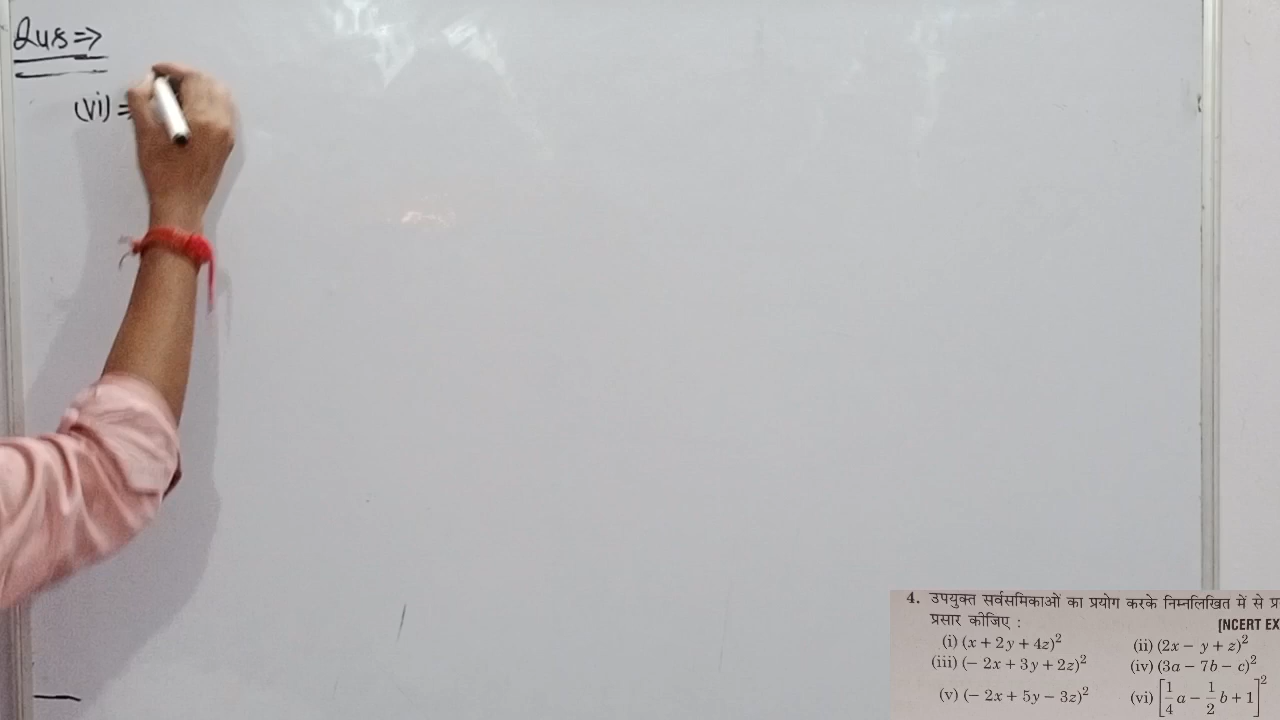 Qus ⇒
(vi) ⇒
4. उपयुक्त सर्वसमिकाओं का प्रयोग करके निम्नलिखित में से
प्रसार कीजिए :
[NCERT
(i) (x + 2y + 4z)² (ii) (2x − y + z)²
(iii) (− 2x + 3y + 2z)² (iv) (3a − 7b − c)²
(v) (− 2x + 5y − 3z)² (vi) [1/4 a − 1/2 b + 1]²